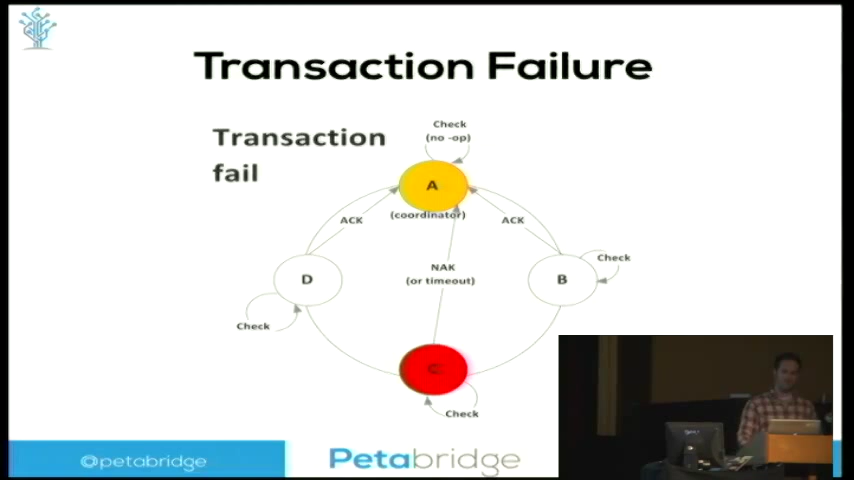 Transaction Failure
Transaction
fail
Check
(no -op)
A
(coordinator)
ACK
ACK
NAK
(or timeout)
D
B
Check
Check
C
Check
@petabridge
Petabridge